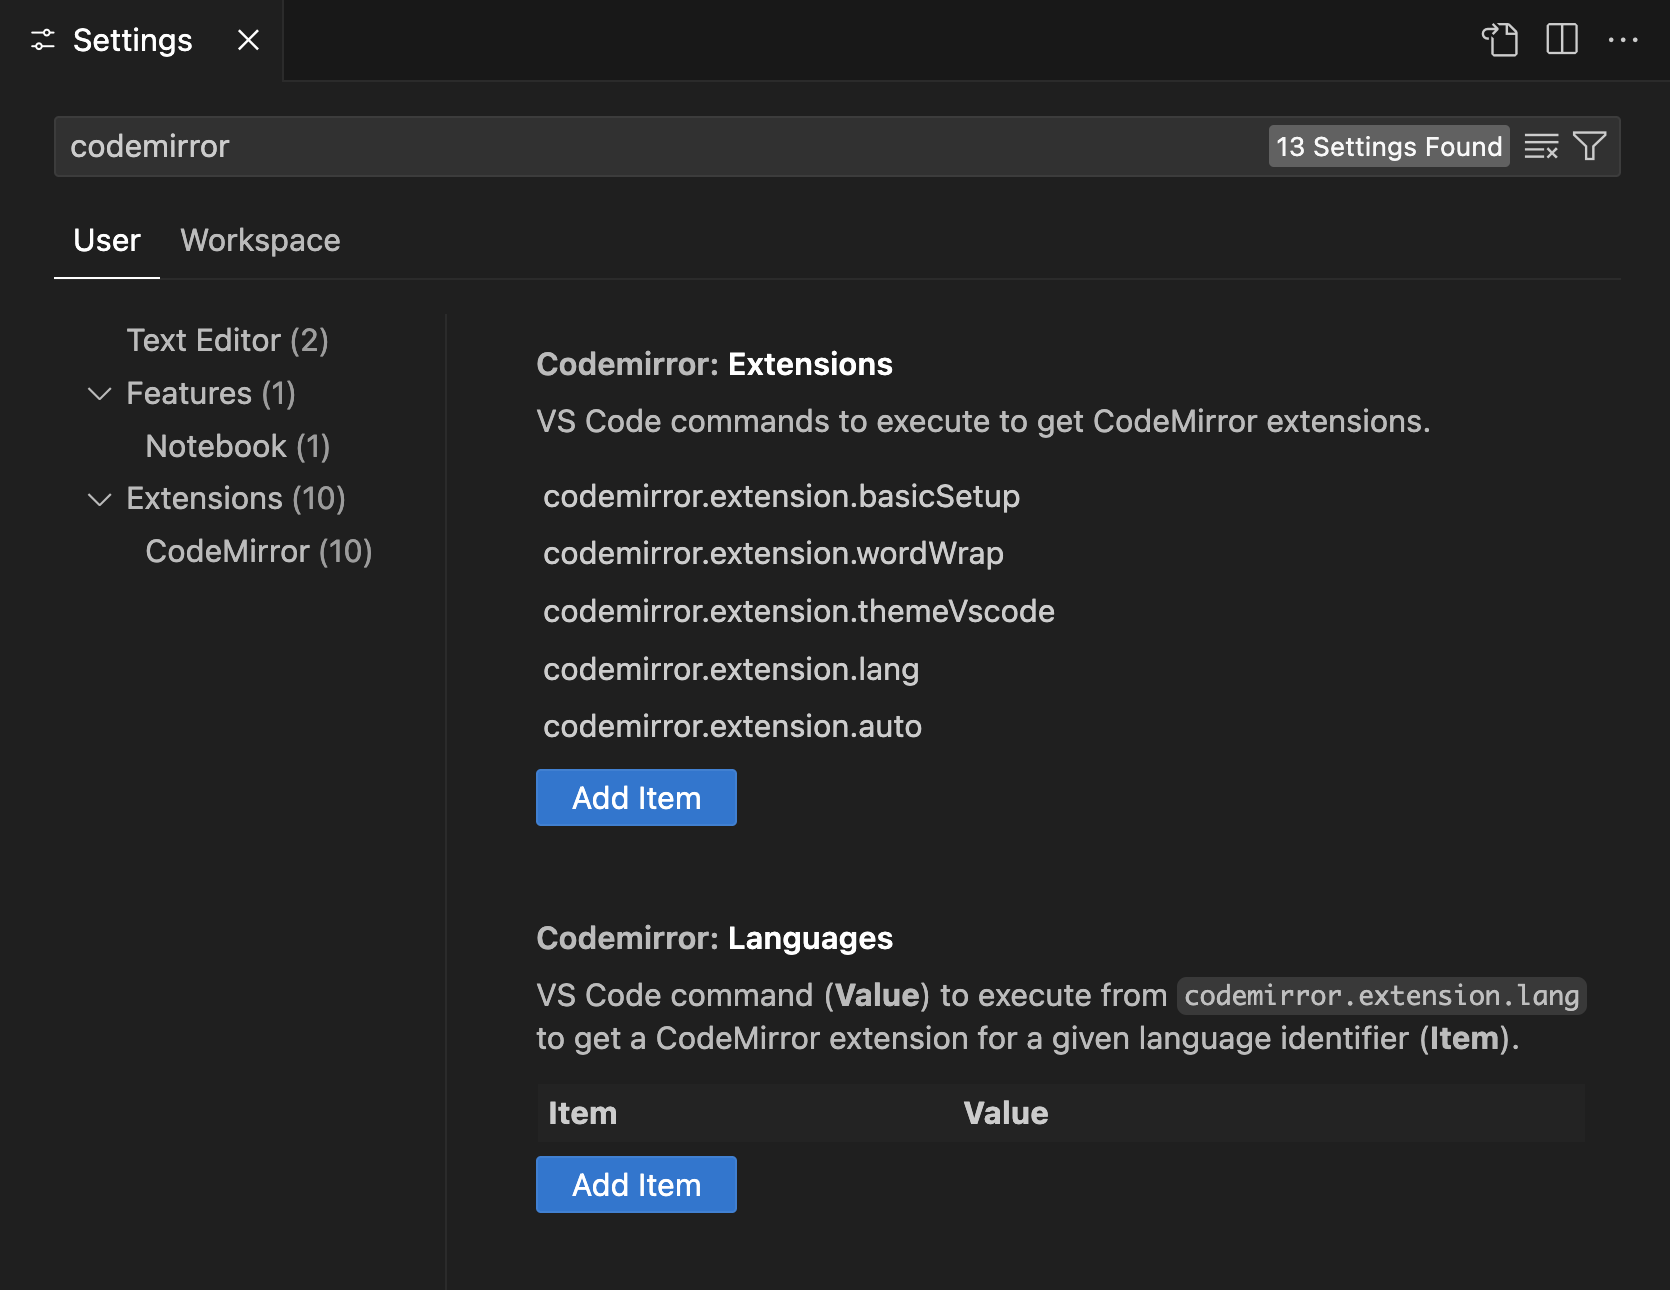 Settings
codemirror
13 Settings Found
User Workspace
Text Editor (2)
Features (1)
Notebook (1)
Extensions (10)
CodeMirror (10)
Codemirror: Extensions
VS Code commands to execute to get CodeMirror extensions.
codemirror.extension.basicSetup
codemirror.extension.wordWrap
codemirror.extension.themeVscode
codemirror.extension.lang
codemirror.extension.auto
Add Item
Codemirror: Languages
VS Code command (Value) to execute from codemirror.extension.lang
to get a CodeMirror extension for a given language identifier (Item).
Item Value
Add Item